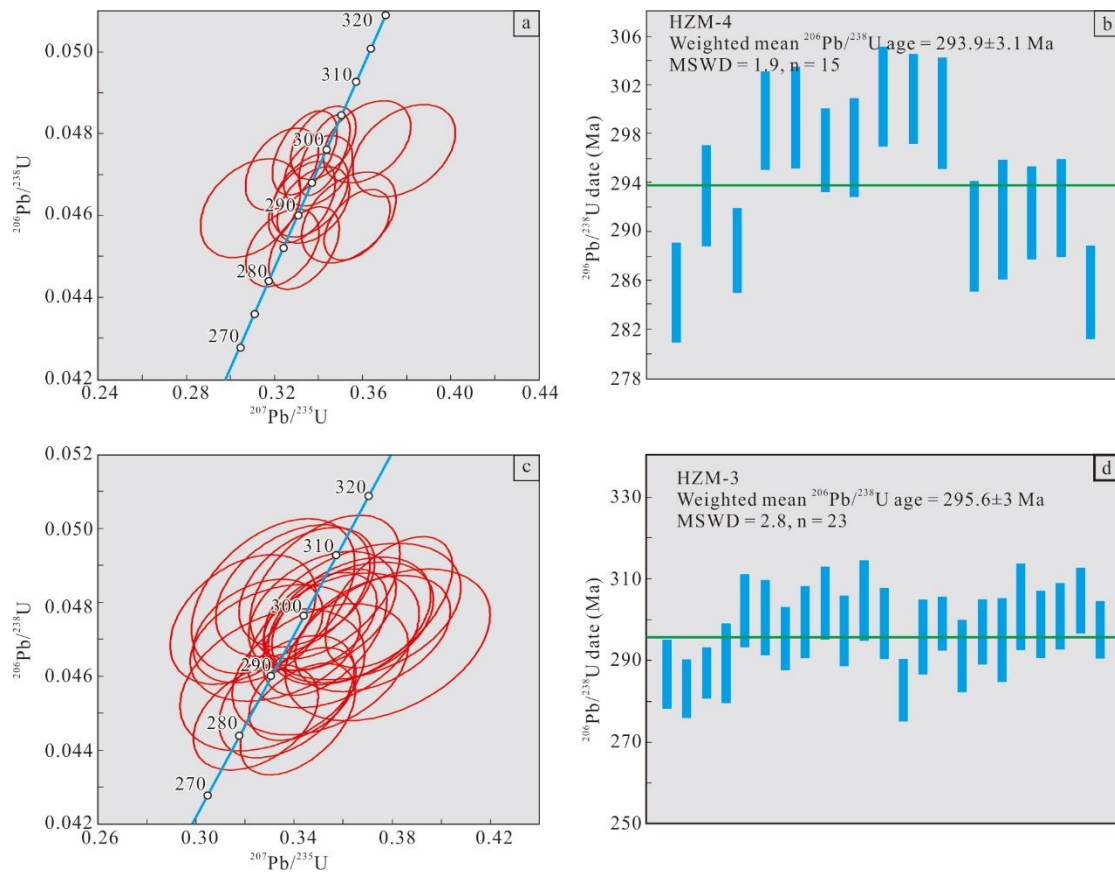 a
0.050
0.048
0.046
0.044
0.042
²⁰⁶Pb/²³⁸U
320
310
300
290
280
270
0.24
0.28
0.32
0.36
0.40
0.44
²⁰⁷Pb/²³⁵U
b
HZM-4
Weighted mean ²⁰⁶Pb/²³⁸U age = 293.9±3.1 Ma
MSWD = 1.9, n = 15
306
302
298
294
290
286
282
278
²⁰⁶Pb/²³⁸U date (Ma)
c
0.052
0.050
0.048
0.046
0.044
0.042
²⁰⁶Pb/²³⁸U
320
310
300
290
280
270
0.26
0.30
0.34
0.38
0.42
²⁰⁷Pb/²³⁵U
d
HZM-3
Weighted mean ²⁰⁶Pb/²³⁸U age = 295.6±3 Ma
MSWD = 2.8, n = 23
330
310
290
270
250
²⁰⁶Pb/²³⁸U date (Ma)